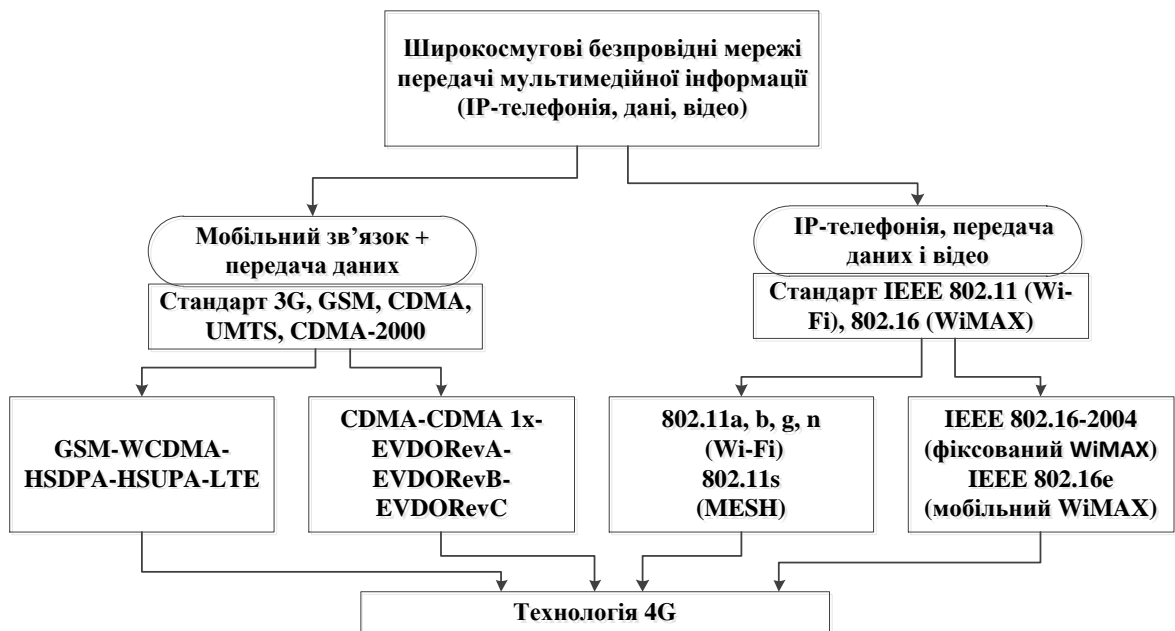 Широкосмугові безпровідні мережі
передачі мультимедійної інформації
(IP-телефонія, дані, відео)
Мобільний зв’язок +
передача даних
Стандарт 3G, GSM, CDMA,
UMTS, CDMA-2000
IP-телефонія, передача
даних і відео
Стандарт IEEE 802.11 (Wi-
Fi), 802.16 (WiMAX)
GSM-WCDMA-
HSDPA-HSUPA-LTE
CDMA-CDMA 1x-
EVDORevA-
EVDORevB-
EVDORevC
802.11a, b, g, n
(Wi-Fi)
802.11s
(MESH)
IEEE 802.16-2004
(фіксований WiMAX)
IEEE 802.16e
(мобільний WiMAX)
Технологія 4G